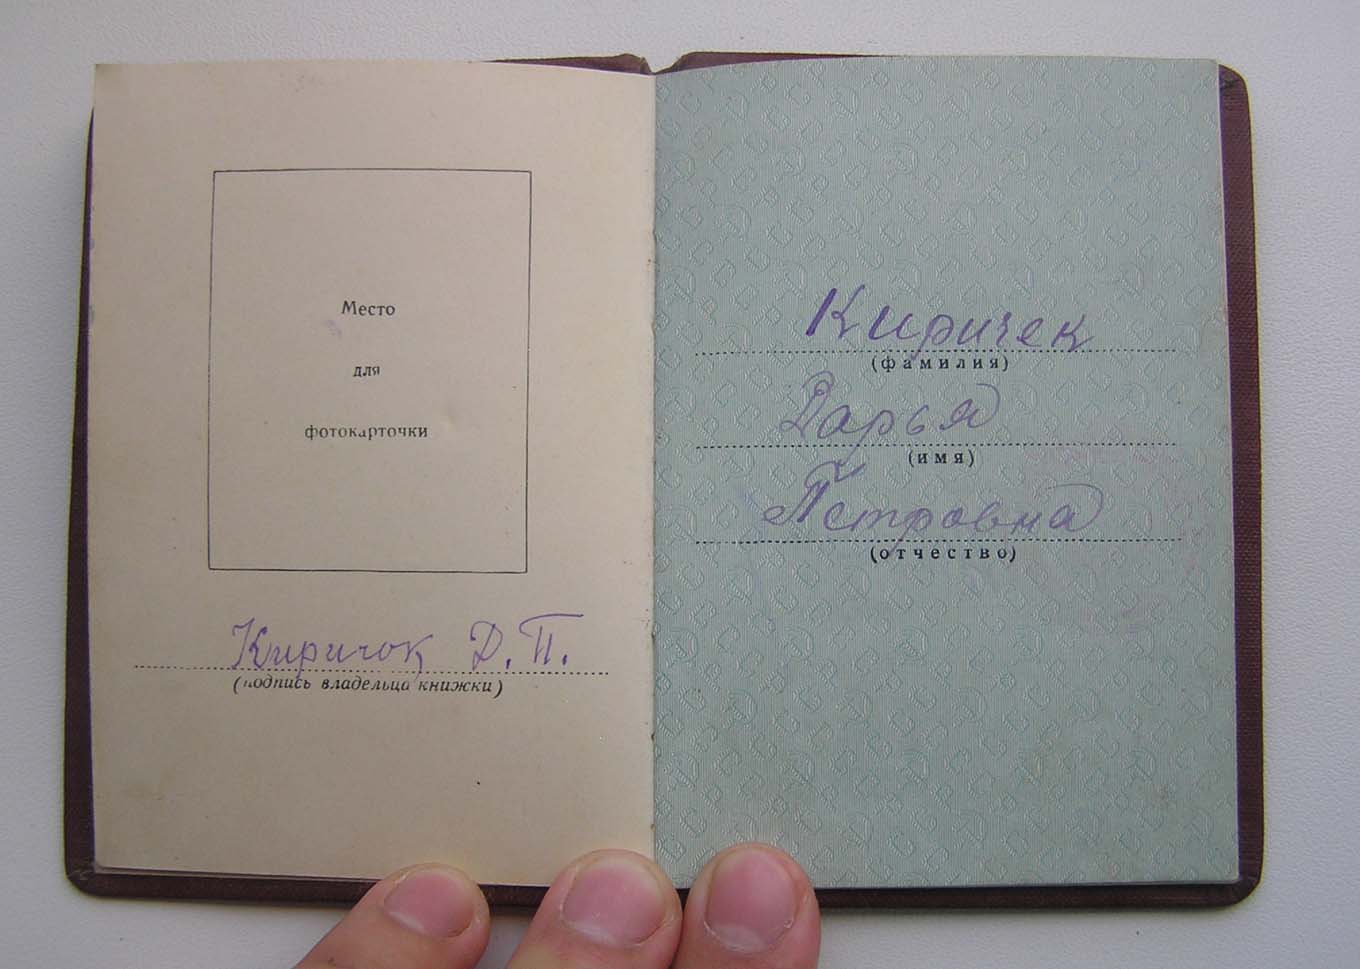 Место
для
фотокарточки
Киричок Д. П.
(подпись владельца книжки)
Киричек
(фамилия)
Дарья
(имя)
Петровна
(отчество)